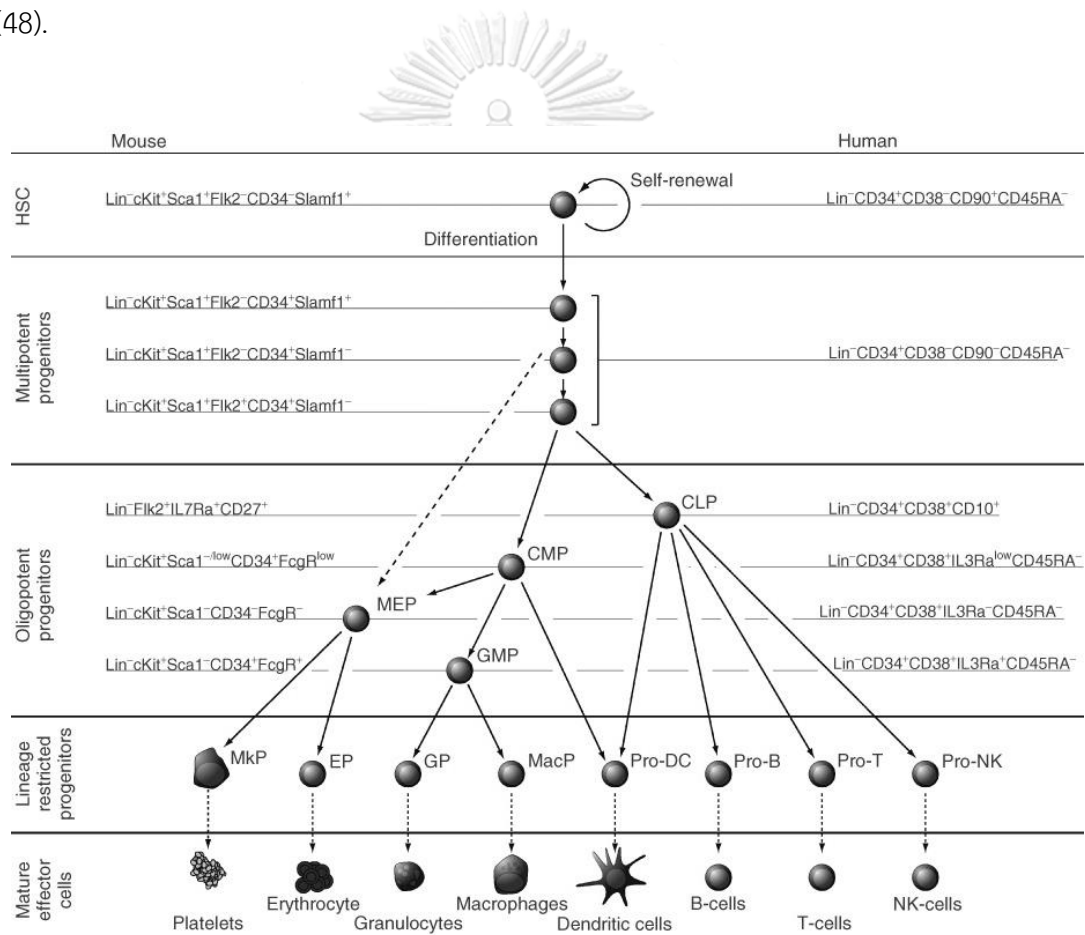 (48).
Mouse Human
HSC
Lin⁻cKit⁺Sca1⁺Flk2⁻CD34⁻Slamf1⁺
Self-renewal
Lin⁻CD34⁺CD38⁻CD90⁺CD45RA⁻
Differentiation
Multipotent progenitors
Lin⁻cKit⁺Sca1⁺Flk2⁻CD34⁺Slamf1⁺
Lin⁻cKit⁺Sca1⁺Flk2⁻CD34⁺Slamf1⁻
Lin⁻CD34⁺CD38⁻CD90⁻CD45RA⁻
Lin⁻cKit⁺Sca1⁺Flk2⁺CD34⁺Slamf1⁻
Oligopotent progenitors
Lin⁻Flk2⁺IL7Ra⁺CD27⁺
CLP
Lin⁻CD34⁺CD38⁺CD10⁺
Lin⁻cKit⁺Sca1⁻/ˡᵒʷCD34⁺FcgRˡᵒʷ
CMP
Lin⁻CD34⁺CD38⁺IL3Raˡᵒʷ CD45RA⁻
Lin⁻cKit⁺Sca1⁻CD34⁻FcgR⁻
MEP
Lin⁻CD34⁺CD38⁺IL3Ra⁻CD45RA⁻
Lin⁻cKit⁺Sca1⁻CD34⁺FcgR⁺
GMP
Lin⁻CD34⁺CD38⁺IL3Ra⁺CD45RA⁻
Lineage restricted progenitors
MkP EP GP MacP Pro-DC Pro-B Pro-T Pro-NK
Mature effector cells
Platelets
Erythrocyte
Granulocytes
Macrophages
Dendritic cells
B-cells
T-cells
NK-cells